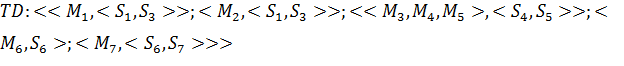 TD: << M₁, < S₁, S₃ >>; < M₂, < S₁, S₃ >>; << M₃, M₄, M₅ >, < S₄, S₅ >>; <
M₆, S₆ >; < M₇, < S₆, S₇ >>>